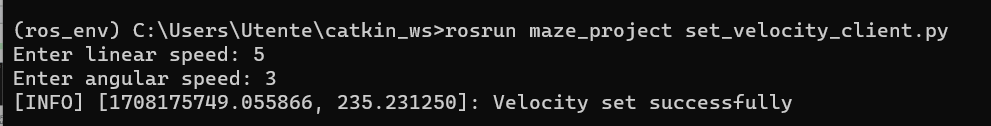 (ros_env) C:\Users\Utente\catkin_ws>rosrun maze_project set_velocity_client.py
Enter linear speed: 5
Enter angular speed: 3
[INFO] [1708175749.055866, 235.231250]: Velocity set successfully